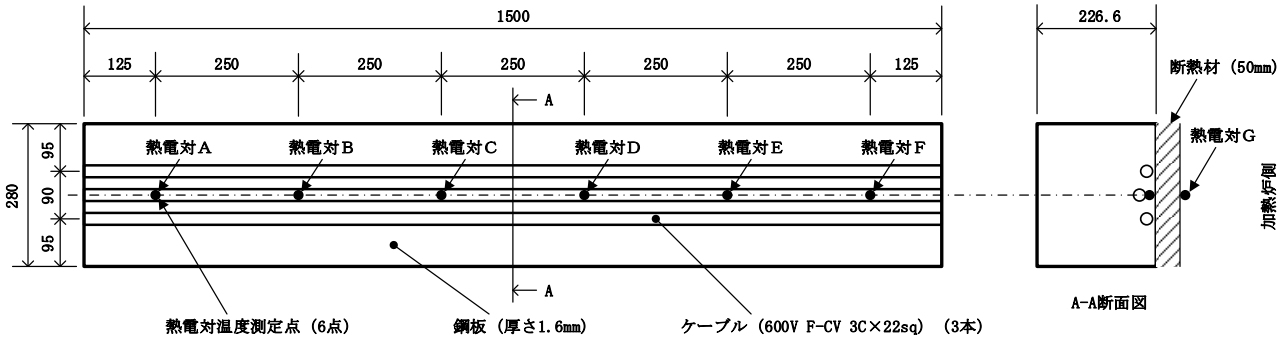 1500
226.6
125
250
250
250
250
250
125
断熱材 (50mm)
A
熱電対A
熱電対B
熱電対C
熱電対D
熱電対E
熱電対F
熱電対G
280
95
90
95
加熱炉側
A
A-A断面図
熱電対温度測定点 (6点)
鋼板 (厚さ1.6mm)
ケーブル (600V F-CV 3C×22sq) (3本)